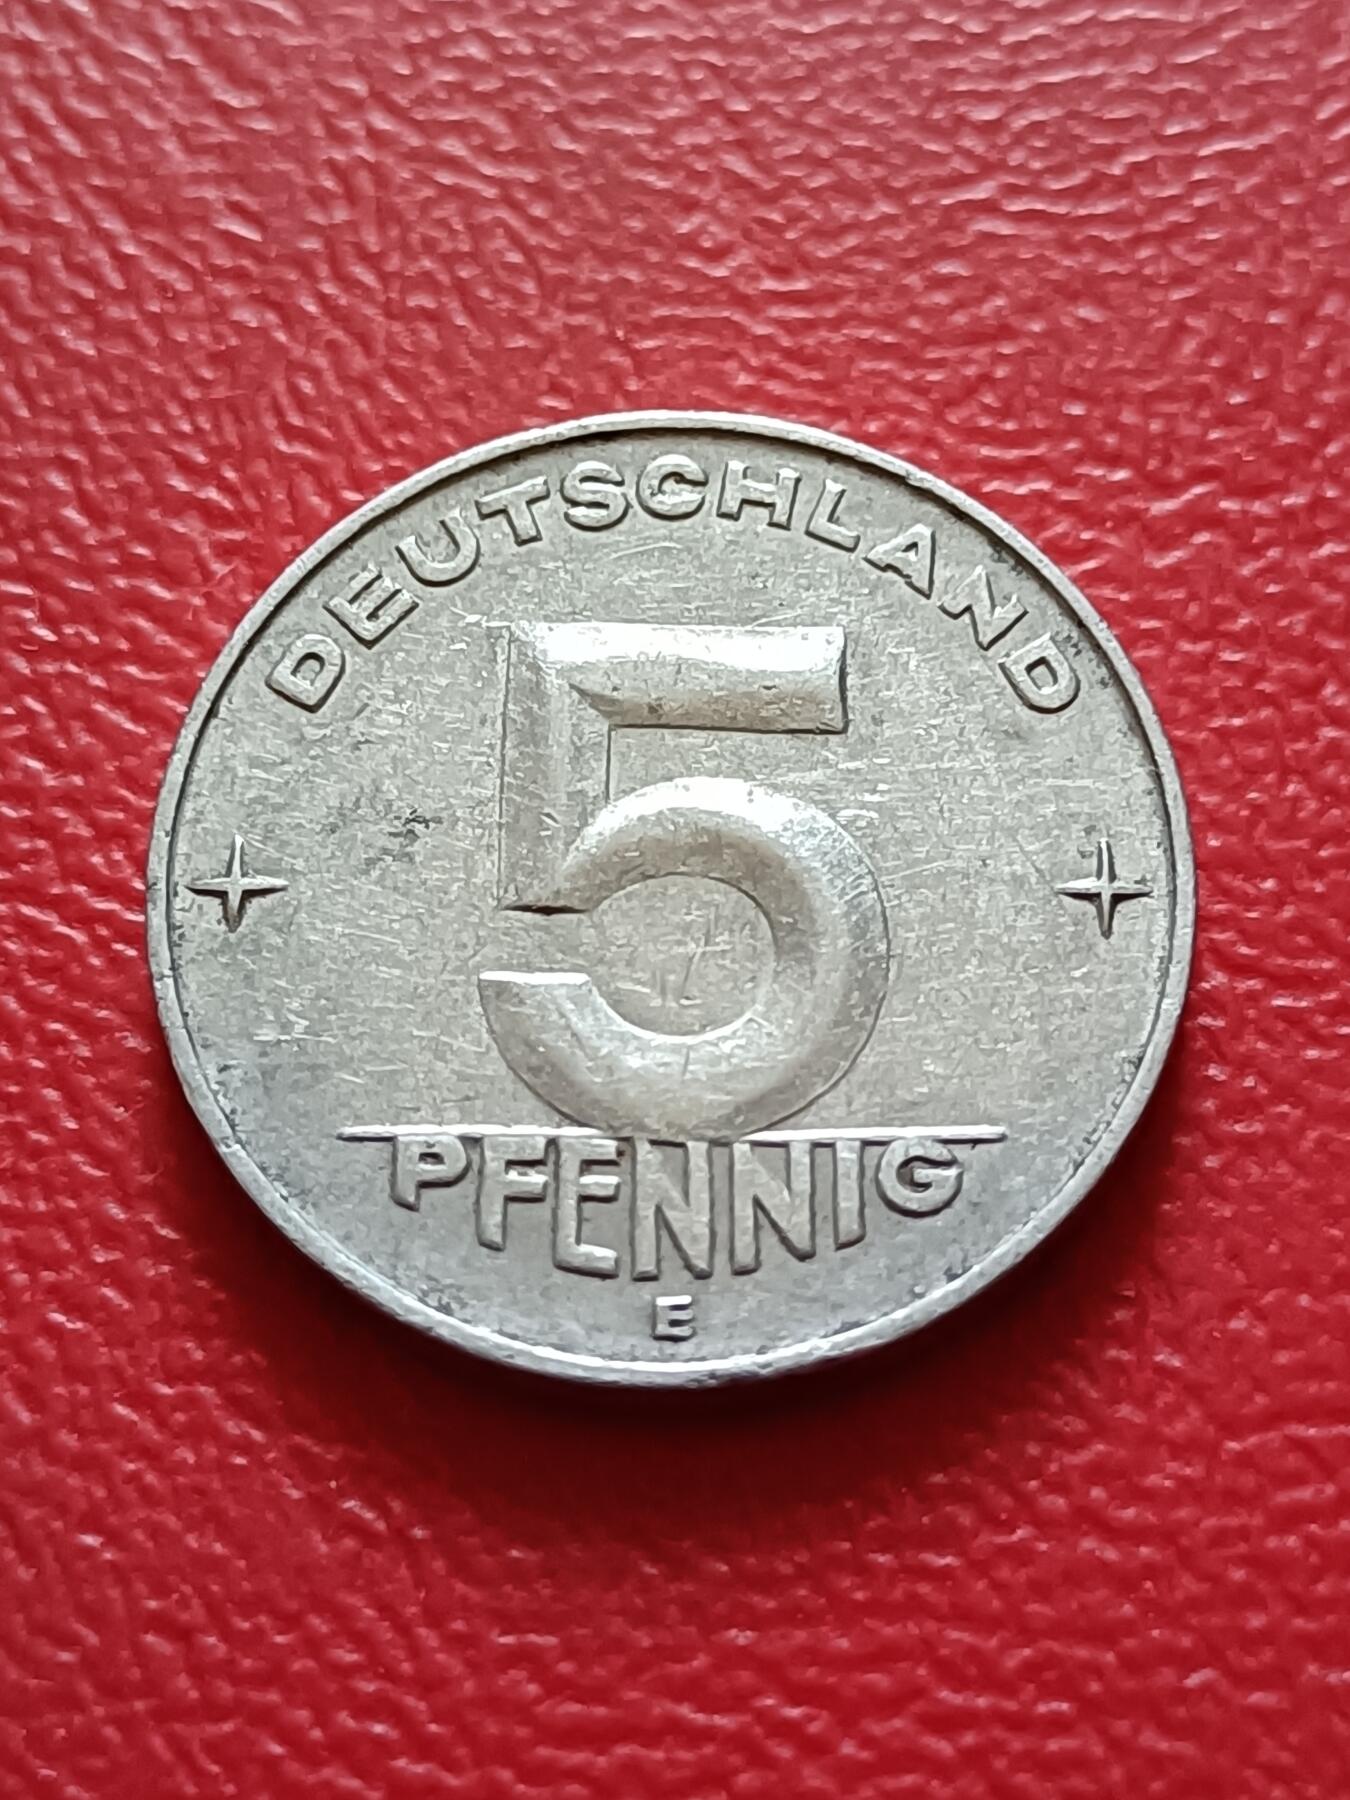 DEUTSCHLAND
5
PFENNIG
E